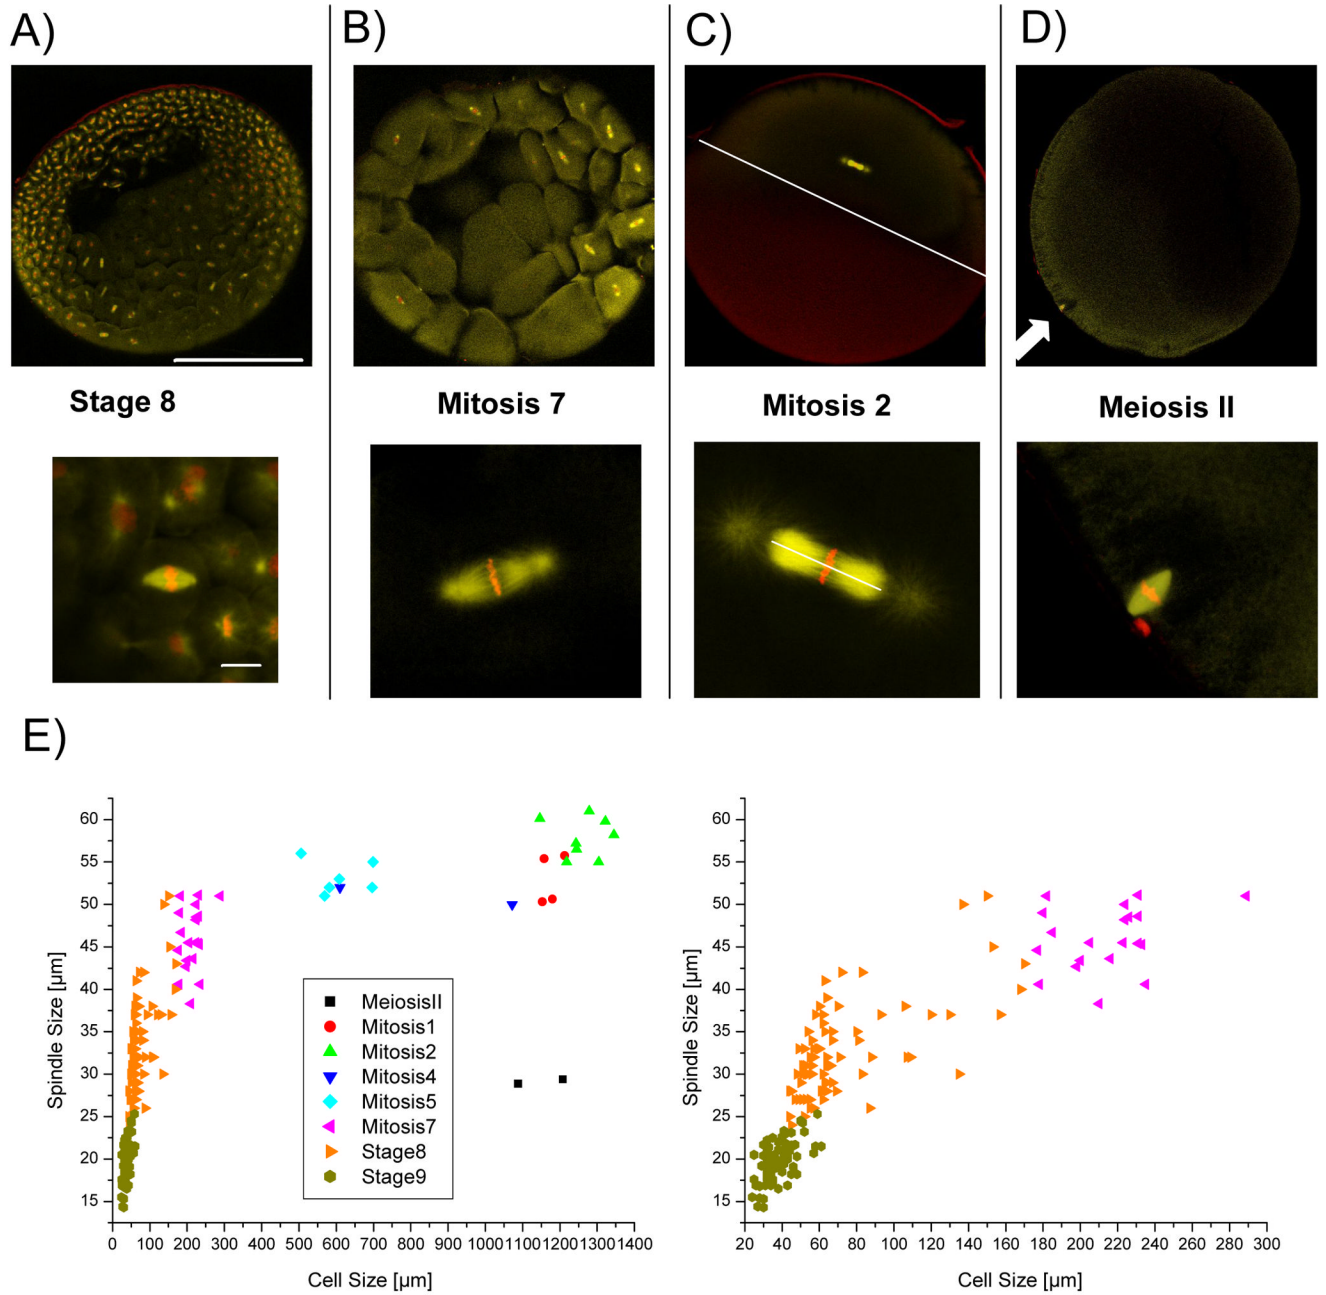 A) B) C) D)
Stage 8 Mitosis 7 Mitosis 2 Meiosis II
E)
60
55
50
45
40
35
30
25
20
15
Spindle Size [µm]
0 100 200 300 400 500 600 700 800 900 1000 1100 1200 1300 1400
Cell Size [µm]
MeiosisII
Mitosis1
Mitosis2
Mitosis4
Mitosis5
Mitosis7
Stage8
Stage9
60
55
50
45
40
35
30
25
20
15
Spindle Size [µm]
20 40 60 80 100 120 140 160 180 200 220 240 260 280 300
Cell Size [µm]